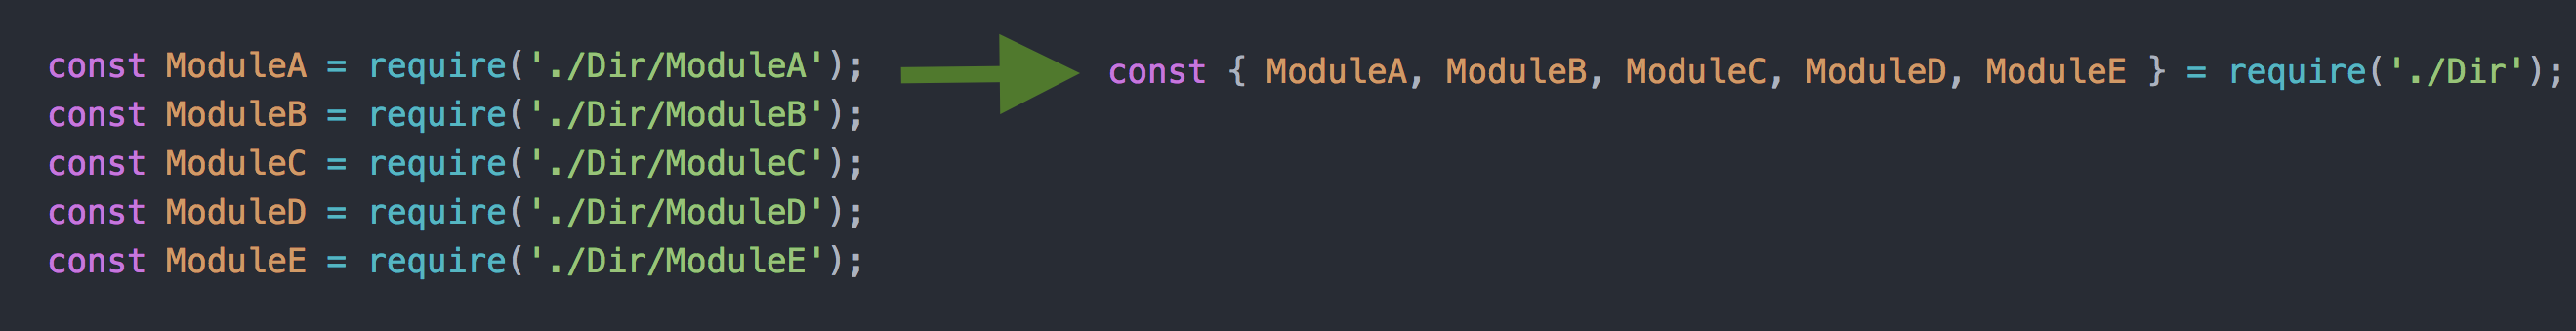 const ModuleA = require('./Dir/ModuleA');
const ModuleB = require('./Dir/ModuleB');
const ModuleC = require('./Dir/ModuleC');
const ModuleD = require('./Dir/ModuleD');
const ModuleE = require('./Dir/ModuleE');
const { ModuleA, ModuleB, ModuleC, ModuleD, ModuleE } = require('./Dir');